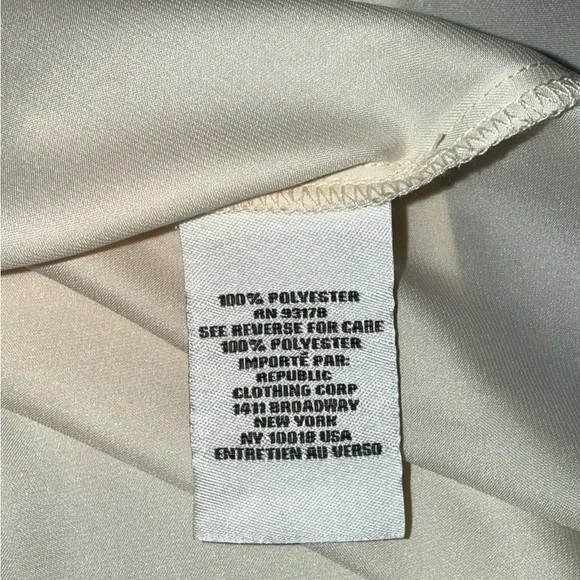 100% POLYESTER
RN 93178
SEE REVERSE FOR CARE
100% POLYESTER
IMPORTÉ PAR:
REPUBLIC
CLOTHING CORP
1411 BROADWAY
NEW YORK
NY 10018 USA
ENTRETIEN AU VERSO